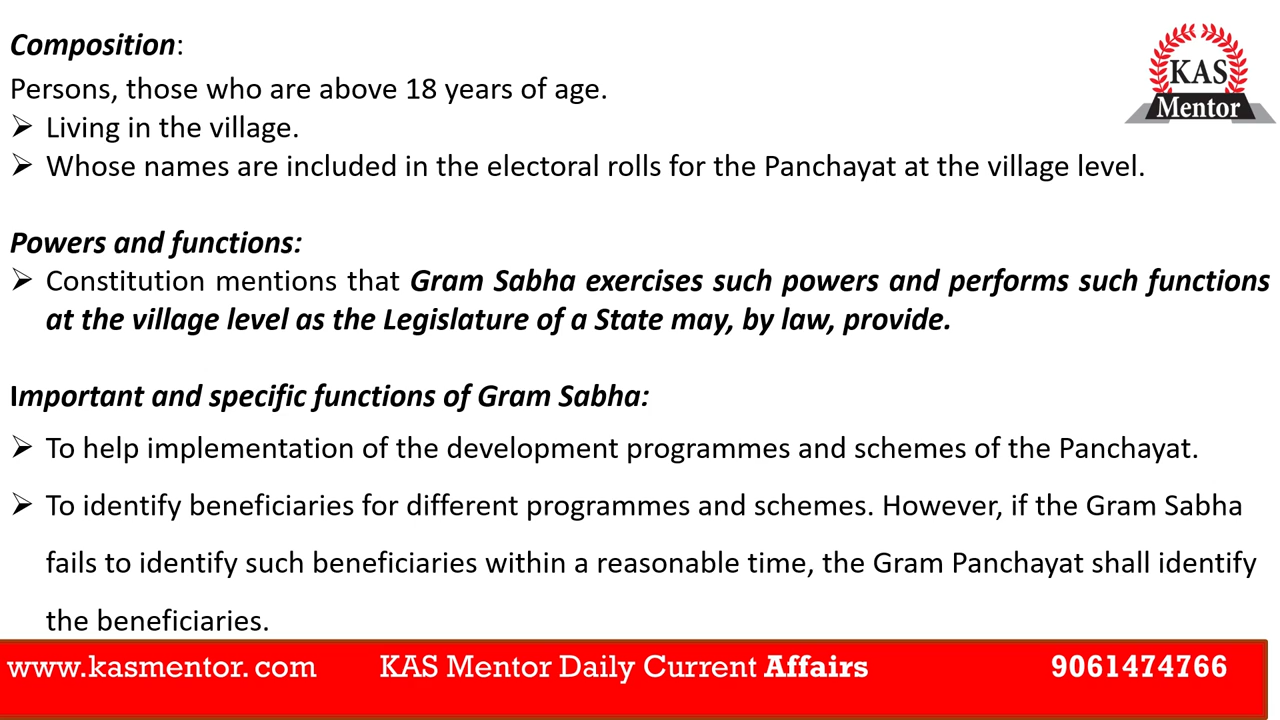 Composition:
KAS
Mentor
Persons, those who are above 18 years of age.
➢ Living in the village.
➢ Whose names are included in the electoral rolls for the Panchayat at the village level.
Powers and functions:
➢ Constitution mentions that Gram Sabha exercises such powers and performs such functions
at the village level as the Legislature of a State may, by law, provide.
Important and specific functions of Gram Sabha:
➢ To help implementation of the development programmes and schemes of the Panchayat.
➢ To identify beneficiaries for different programmes and schemes. However, if the Gram Sabha
fails to identify such beneficiaries within a reasonable time, the Gram Panchayat shall identify
the beneficiaries.
www.kasmentor. com KAS Mentor Daily Current Affairs 9061474766